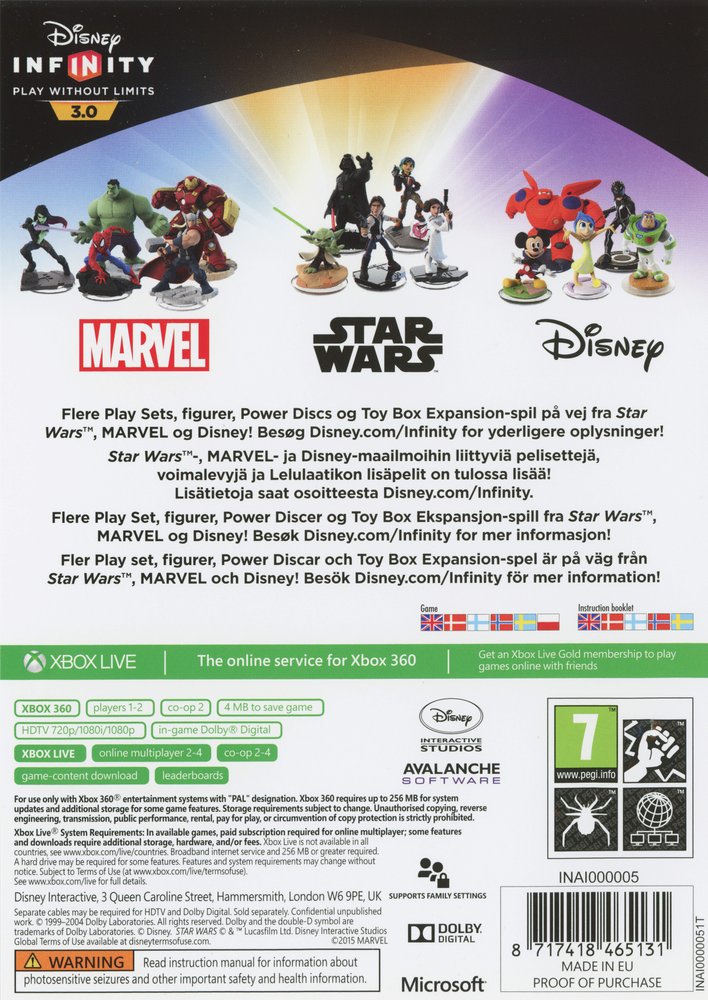 Disney
INFINITY
PLAY WITHOUT LIMITS
3.0
MARVEL
STAR
WARS™
Disney
Flere Play Sets, figurer, Power Discs og Toy Box Expansion-spil på vej fra Star
Wars™, MARVEL og Disney! Besøg Disney.com/Infinity for yderligere oplysninger!
Star Wars™-, MARVEL- ja Disney-maailmoihin liittyviä pelisettejä,
voimalevyjä ja Lelulaatikon lisäpelit on tulossa lisää!
Lisätietoja saat osoitteesta Disney.com/Infinity.
Flere Play Set, figurer, Power Discer og Toy Box Ekspansjon-spill fra Star Wars™,
MARVEL og Disney! Besøk Disney.com/Infinity for mer informasjon!
Fler Play set, figurer, Power Discar och Toy Box Expansion-spel är på väg från
Star Wars™, MARVEL och Disney! Besök Disney.com/Infinity för mer information!
Game
Instruction booklet
XBOX LIVE
The online service for Xbox 360
Get an Xbox Live Gold membership to play
games online with friends
XBOX 360 players 1-2 co-op 2 4 MB to save game
HDTV 720p/1080i/1080p in-game Dolby® Digital
XBOX LIVE online multiplayer 2-4 co-op 2-4
game-content download leaderboards
Disney
INTERACTIVE
STUDIOS
AVALANCHE
SOFTWARE
7
www.pegi.info
For use only with Xbox 360® entertainment systems with "PAL" designation. Xbox 360 requires up to 256 MB for system
updates and additional storage for some game features. Storage requirements subject to change. Unauthorised copying, reverse
engineering, transmission, public performance, rental, pay for play, or circumvention of copy protection is strictly prohibited.
Xbox Live® System Requirements: In available games, paid subscription required for online multiplayer; some features
and downloads require additional storage, hardware, and/or fees. Xbox Live is not available in all
countries, see www.xbox.com/live/countries. Broadband internet service and 256 MB or greater required.
A hard drive may be required for some features. Features and system requirements may change without
notice. Subject to Terms of Use (at www.xbox.com/live/termsofuse).
See www.xbox.com/live for full details.
Disney Interactive, 3 Queen Caroline Street, Hammersmith, London W6 9PE, UK
Separate cables may be required for HDTV and Dolby Digital. Sold separately. Confidential unpublished
work. © 1999–2004 Dolby Laboratories. All rights reserved. Dolby and the double-D symbol are
trademarks of Dolby Laboratories. © Disney. STAR WARS © & ™ Lucasfilm Ltd. Disney Interactive Studios
Global Terms of Use available at disneytermsofuse.com. ©2015 MARVEL
WARNING Read instruction manual for information about
photosensitive seizures and other important safety and health information.
SUPPORTS FAMILY SETTINGS
DOLBY
DIGITAL
Microsoft
INAI000005
8 717418 465131
MADE IN EU
PROOF OF PURCHASE
INAI0000051T